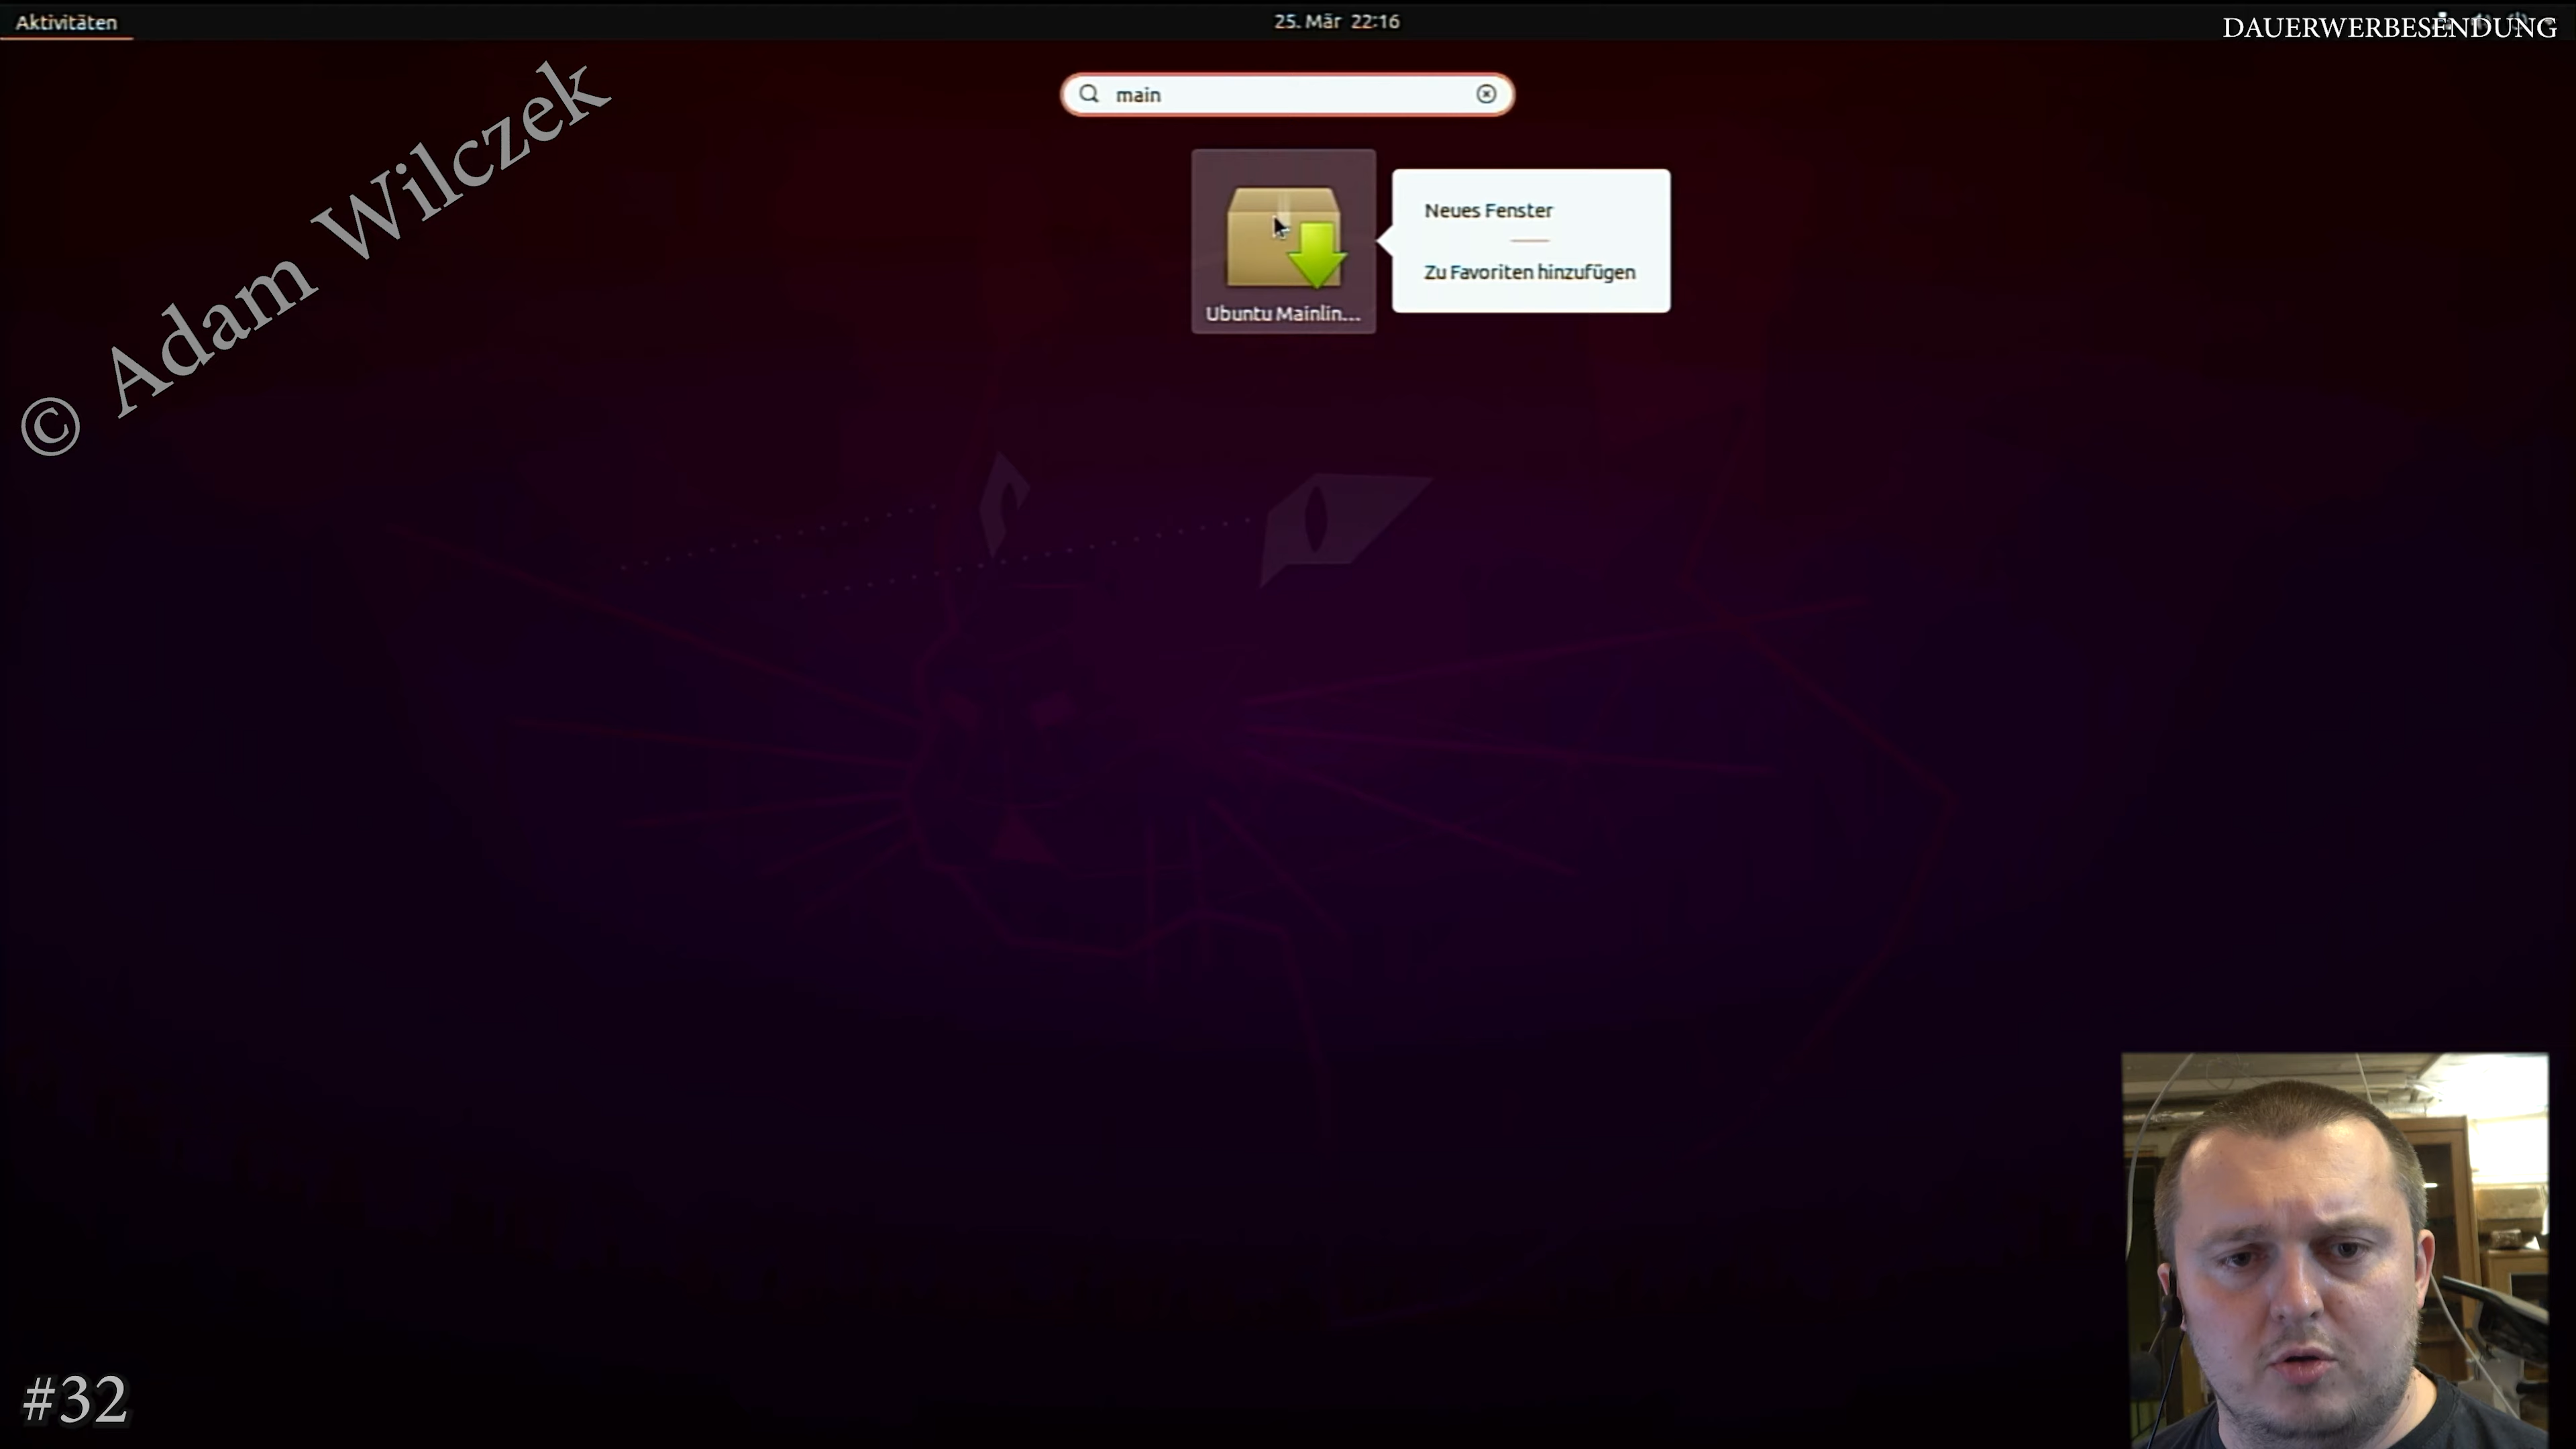 Aktivitäten
25. Mär 22:16
DAUERWERBESENDUNG
main
Neues Fenster
Zu Favoriten hinzufügen
Ubuntu Mainlin...
© Adam Wilczek
#32